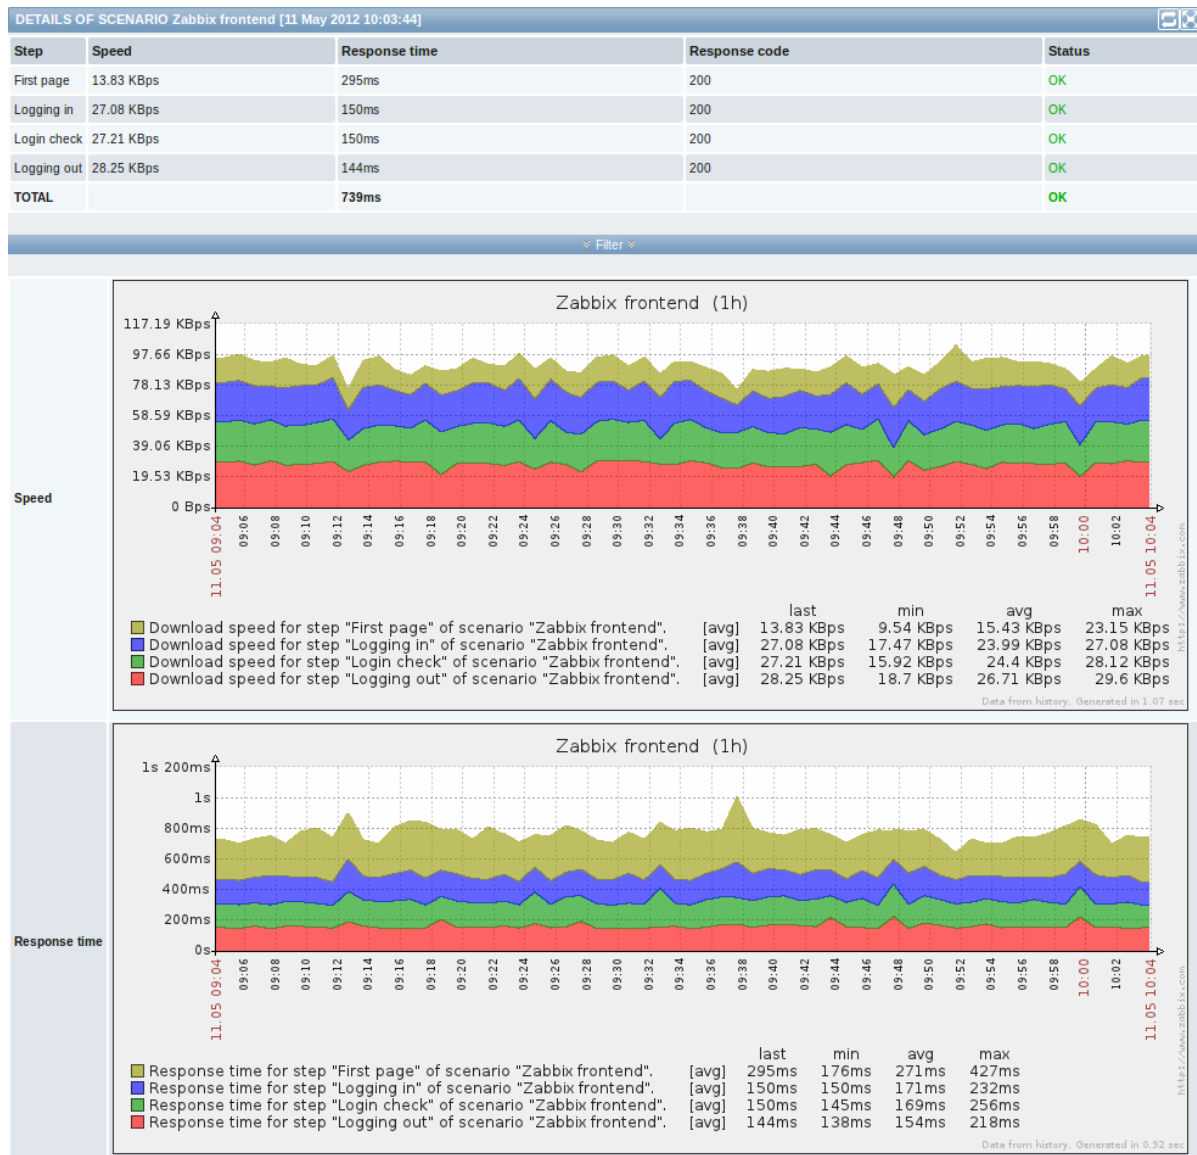 DETAILS OF SCENARIO Zabbix frontend [11 May 2012 10:03:44]
Step Speed Response time Response code Status
First page 13.83 KBps 295ms 200 OK
Logging in 27.08 KBps 150ms 200 OK
Login check 27.21 KBps 150ms 200 OK
Logging out 28.25 KBps 144ms 200 OK
TOTAL 739ms OK
Filter
Speed
Zabbix frontend (1h)
117.19 KBps
97.66 KBps
78.13 KBps
58.59 KBps
39.06 KBps
19.53 KBps
0 Bps
11.05 09:04 09:06 09:08 09:10 09:12 09:14 09:16 09:18 09:20 09:22 09:24 09:26 09:28 09:30 09:32 09:34 09:36 09:38 09:40 09:42 09:44 09:46 09:48 09:50 09:52 09:54 09:56 09:58 10:00 10:02 11.05 10:04
last min avg max
Download speed for step "First page" of scenario "Zabbix frontend". [avg] 13.83 KBps 9.54 KBps 15.43 KBps 23.15 KBps
Download speed for step "Logging in" of scenario "Zabbix frontend". [avg] 27.08 KBps 17.47 KBps 23.99 KBps 27.08 KBps
Download speed for step "Login check" of scenario "Zabbix frontend". [avg] 27.21 KBps 15.92 KBps 24.4 KBps 28.12 KBps
Download speed for step "Logging out" of scenario "Zabbix frontend". [avg] 28.25 KBps 18.7 KBps 26.71 KBps 29.6 KBps
http://www.zabbix.com
Data from history. Generated in 1.07 sec
Response time
Zabbix frontend (1h)
1s 200ms
1s
800ms
600ms
400ms
200ms
0s
11.05 09:04 09:06 09:08 09:10 09:12 09:14 09:16 09:18 09:20 09:22 09:24 09:26 09:28 09:30 09:32 09:34 09:36 09:38 09:40 09:42 09:44 09:46 09:48 09:50 09:52 09:54 09:56 09:58 10:00 10:02 11.05 10:04
last min avg max
Response time for step "First page" of scenario "Zabbix frontend". [avg] 295ms 176ms 271ms 427ms
Response time for step "Logging in" of scenario "Zabbix frontend". [avg] 150ms 150ms 171ms 232ms
Response time for step "Login check" of scenario "Zabbix frontend". [avg] 150ms 145ms 169ms 256ms
Response time for step "Logging out" of scenario "Zabbix frontend". [avg] 144ms 138ms 154ms 218ms
http://www.zabbix.com
Data from history. Generated in 0.92 sec